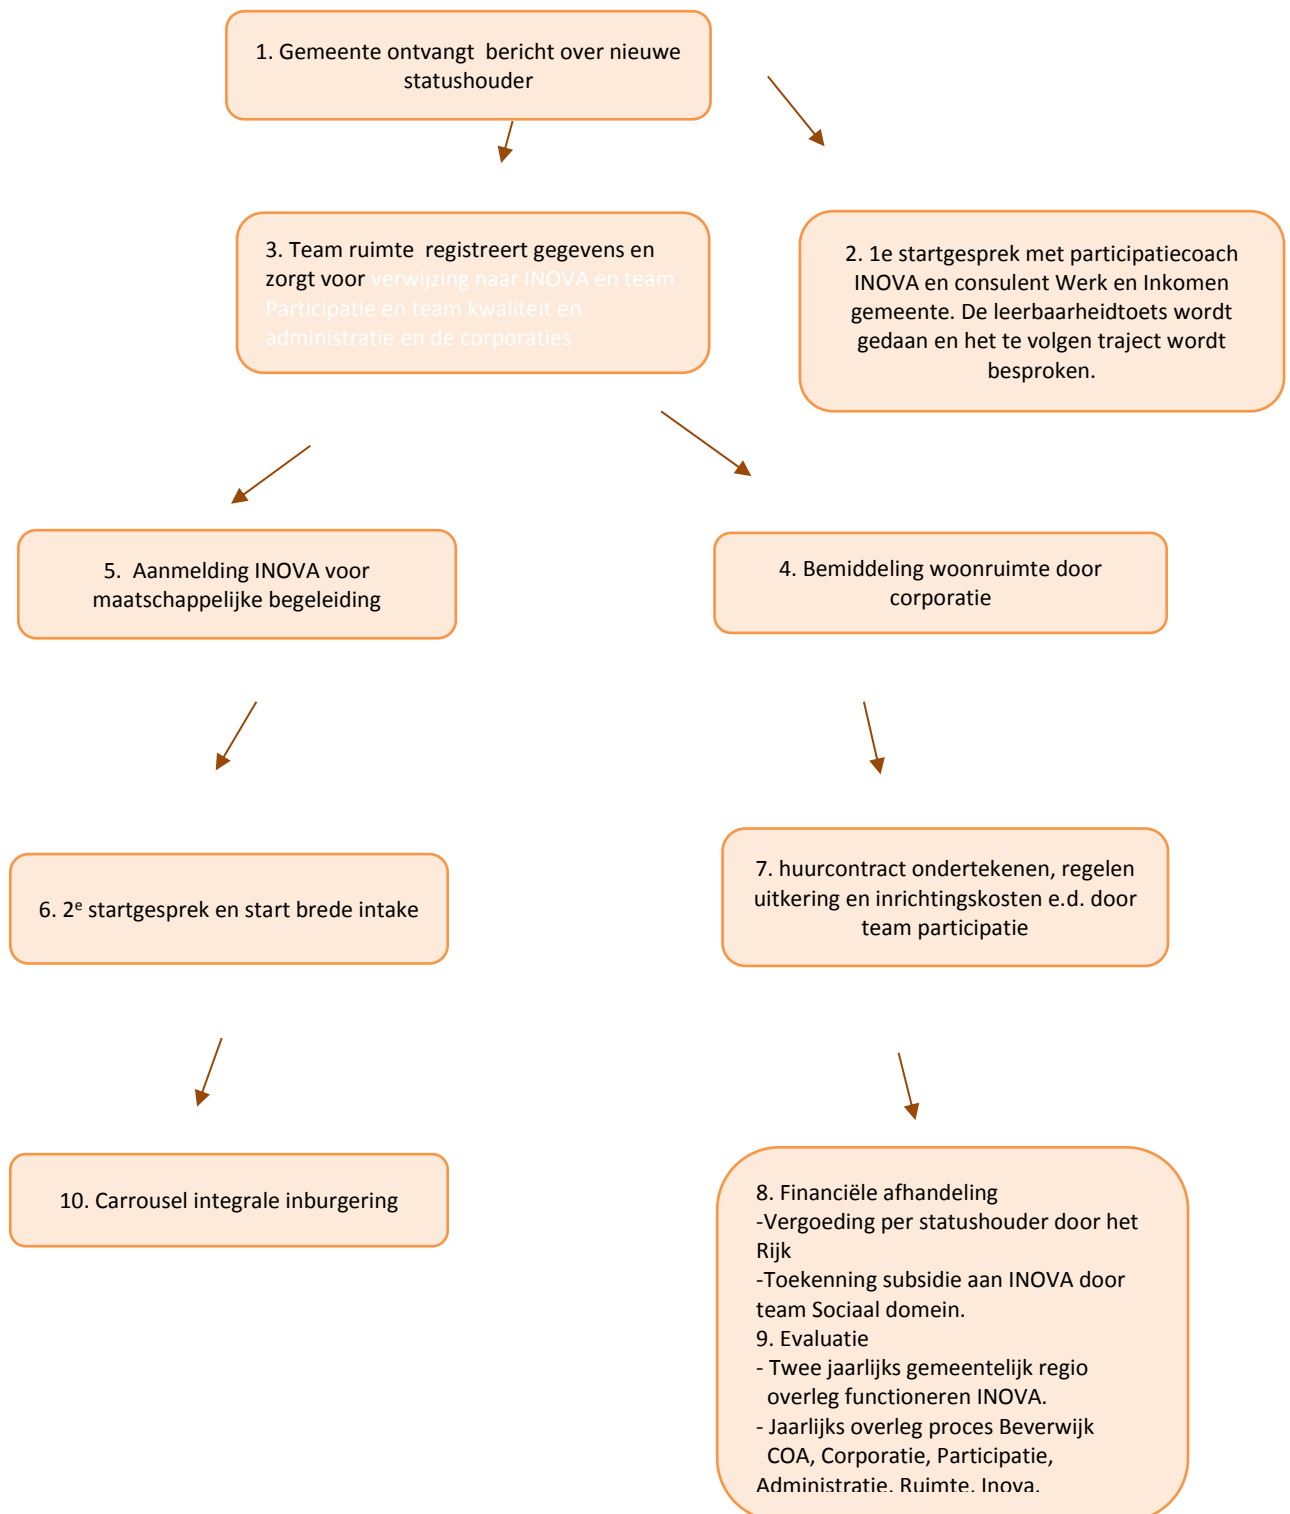 1. Gemeente ontvangt  bericht over nieuwe
statushouder
3. Team ruimte  registreert gegevens en
zorgt voor verwijzing naar INOVA en team
Participatie en team kwaliteit en
administratie en de corporaties
2. 1e startgesprek met participatiecoach
INOVA en consulent Werk en Inkomen
gemeente. De leerbaarheidtoets wordt
gedaan en het te volgen traject wordt
besproken.
5.  Aanmelding INOVA voor
maatschappelijke begeleiding
4. Bemiddeling woonruimte door
corporatie
6. 2e startgesprek en start brede intake
7. huurcontract ondertekenen, regelen
uitkering en inrichtingskosten e.d. door
team participatie
10. Carrousel integrale inburgering
8. Financiële afhandeling
-Vergoeding per statushouder door het
Rijk
-Toekenning subsidie aan INOVA door
team Sociaal domein.
9. Evaluatie
- Twee jaarlijks gemeentelijk regio
overleg functioneren INOVA.
- Jaarlijks overleg proces Beverwijk
COA, Corporatie, Participatie,
Administratie, Ruimte, Inova.